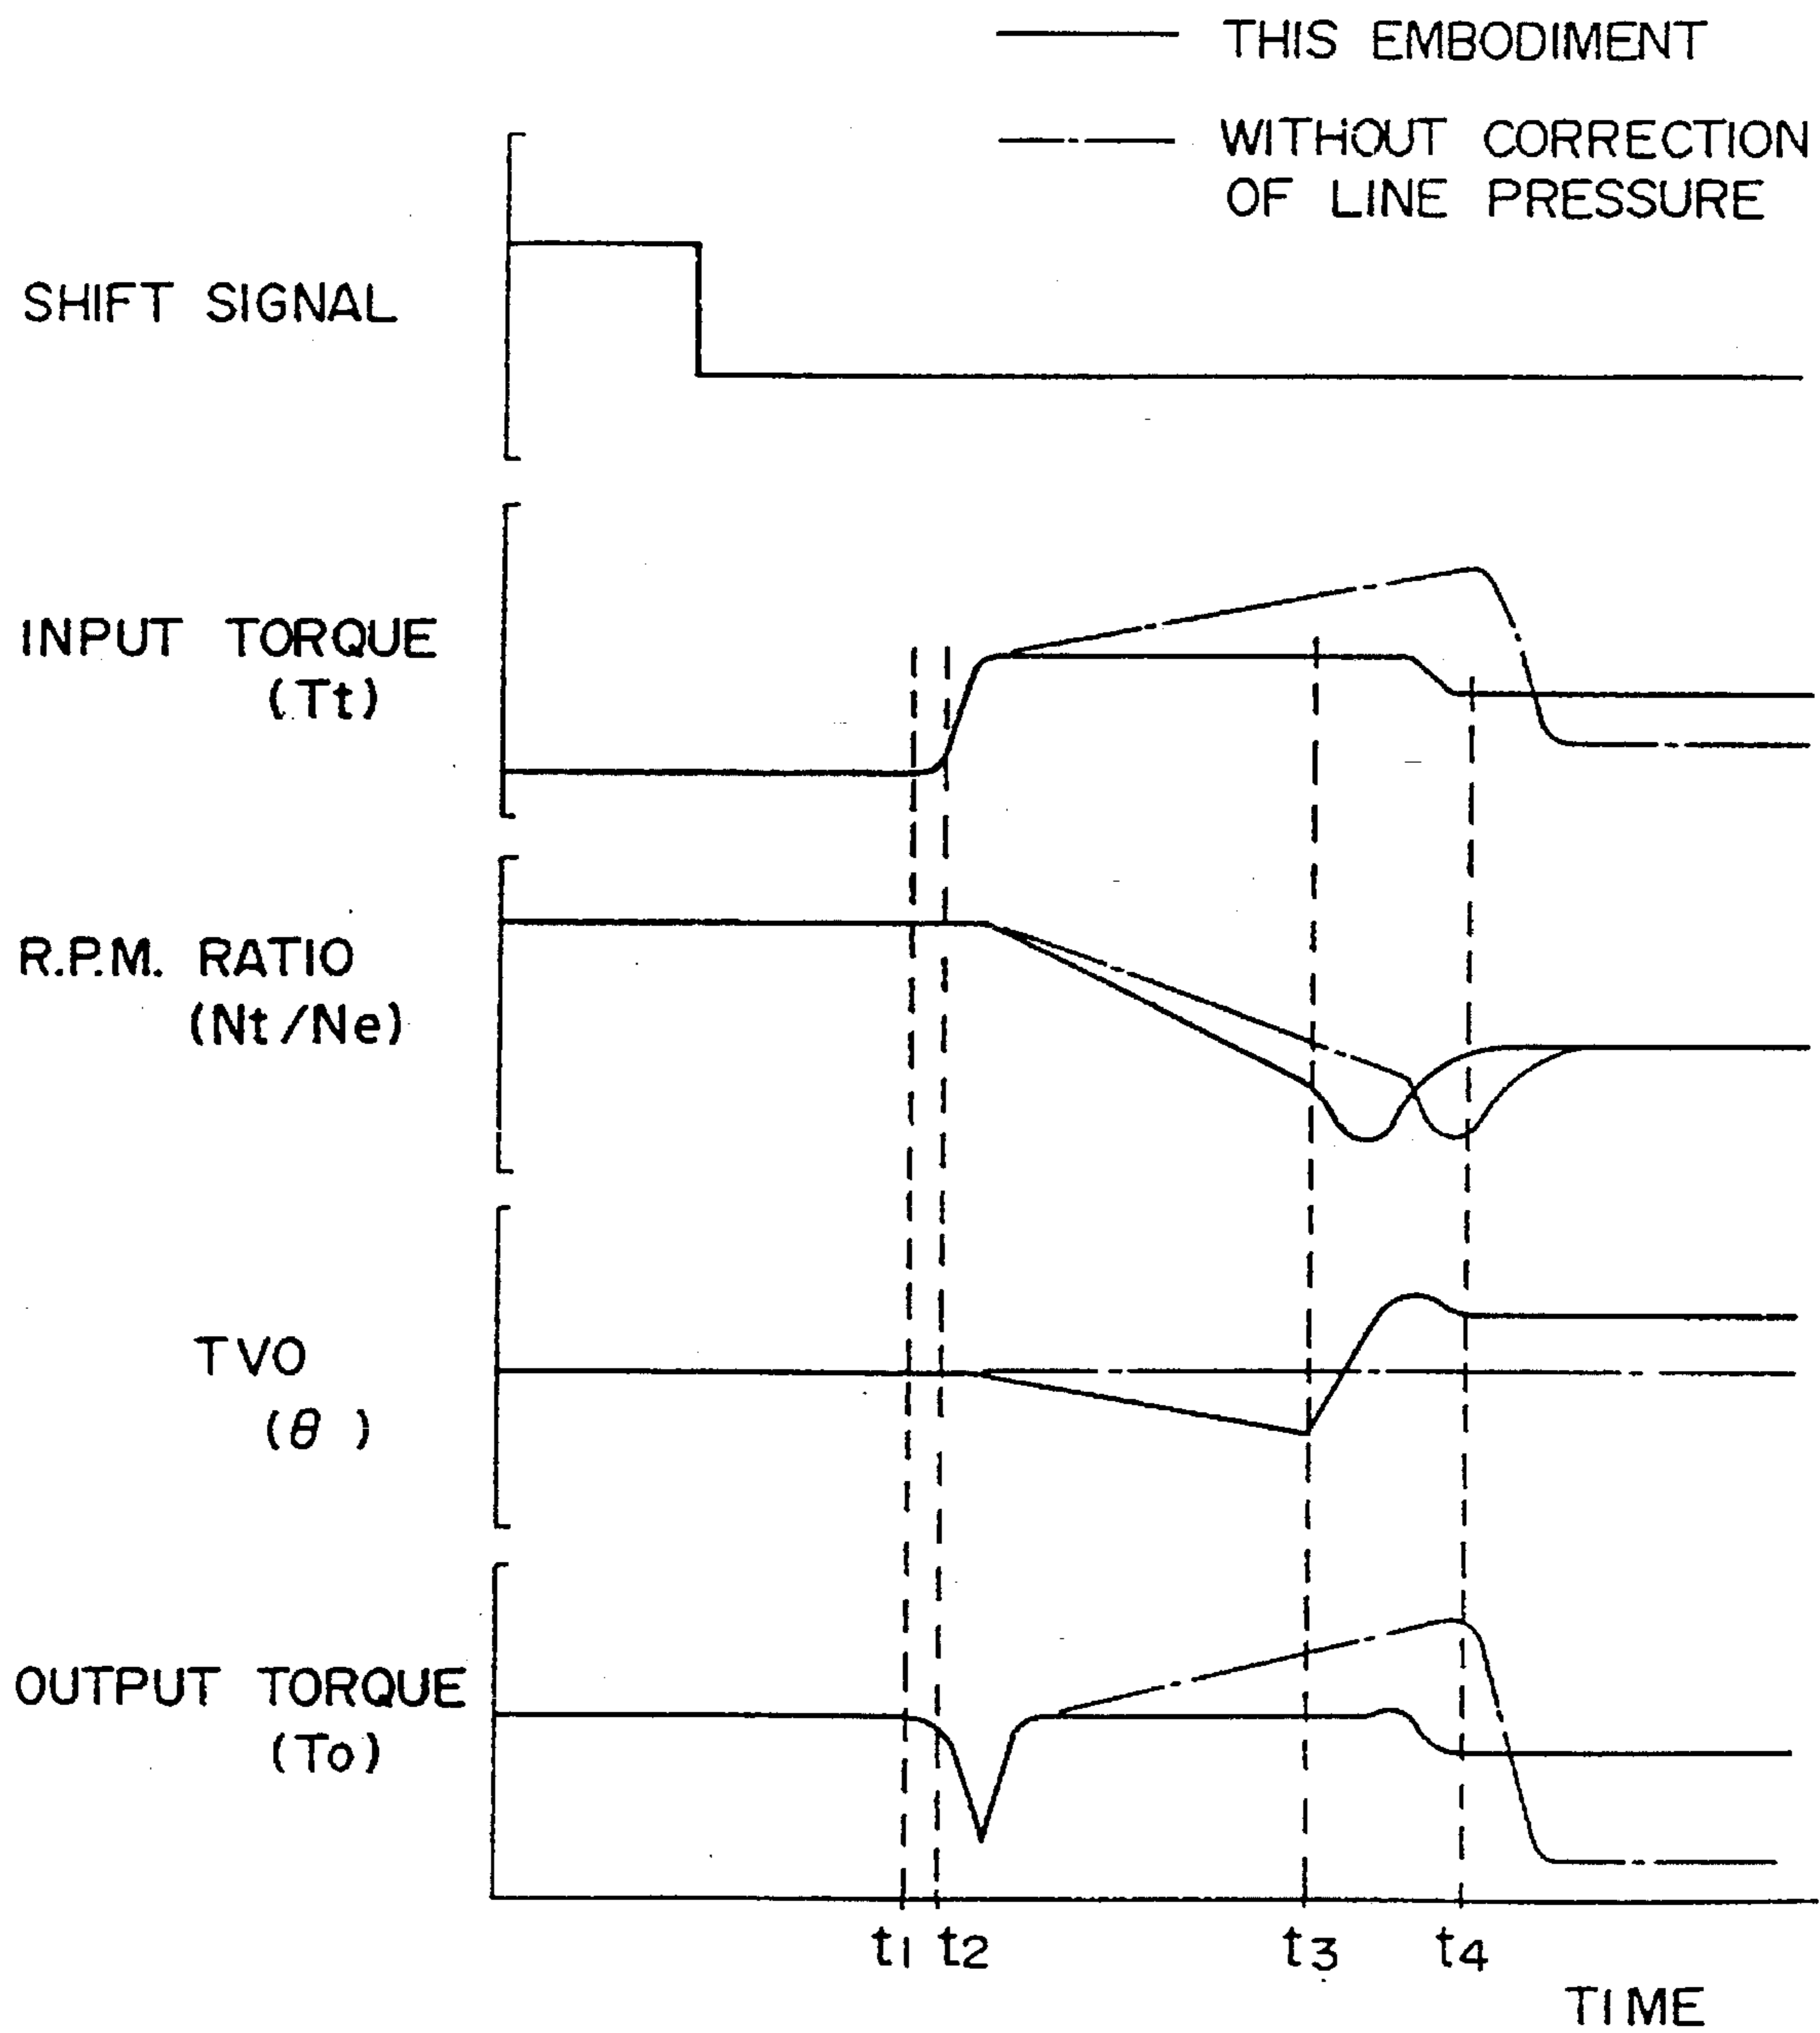 THIS EMBODIMENT
WITHOUT CORRECTION
OF LINE PRESSURE
SHIFT SIGNAL
INPUT TORQUE
(Tt)
R.P.M. RATIO
(Nt/Ne)
TVO
(θ)
OUTPUT TORQUE
(To)
t1 t2 t3 t4
TIME